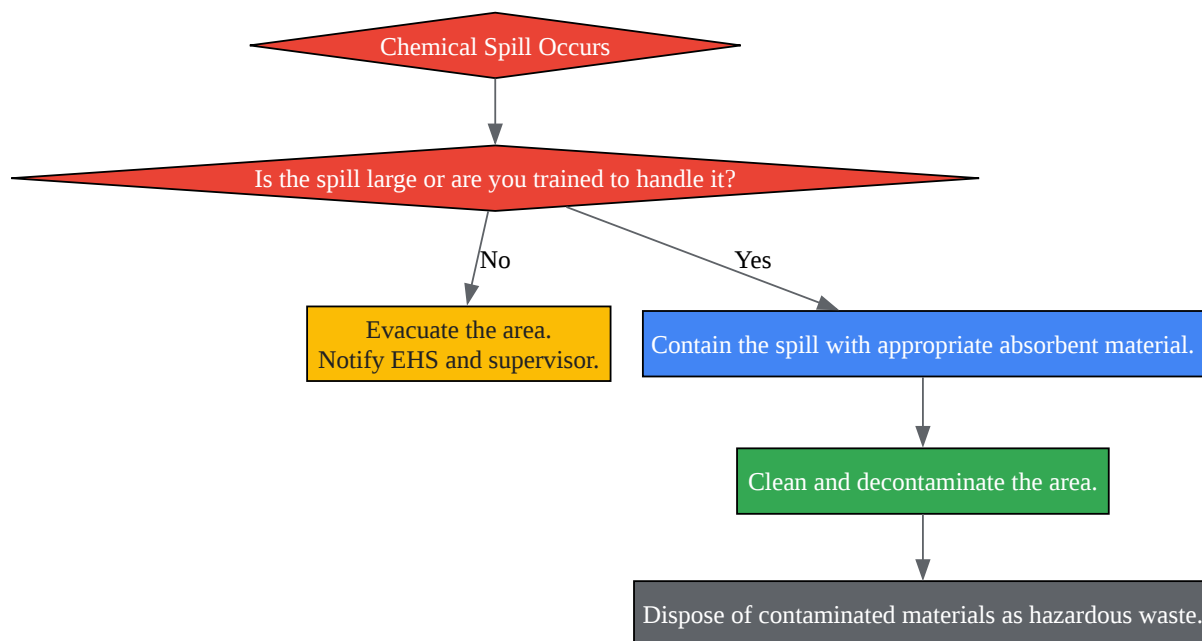 Chemical Spill Occurs
Is the spill large or are you trained to handle it?
No
Yes
Evacuate the area.
Notify EHS and supervisor.
Contain the spill with appropriate absorbent material.
Clean and decontaminate the area.
Dispose of contaminated materials as hazardous waste.